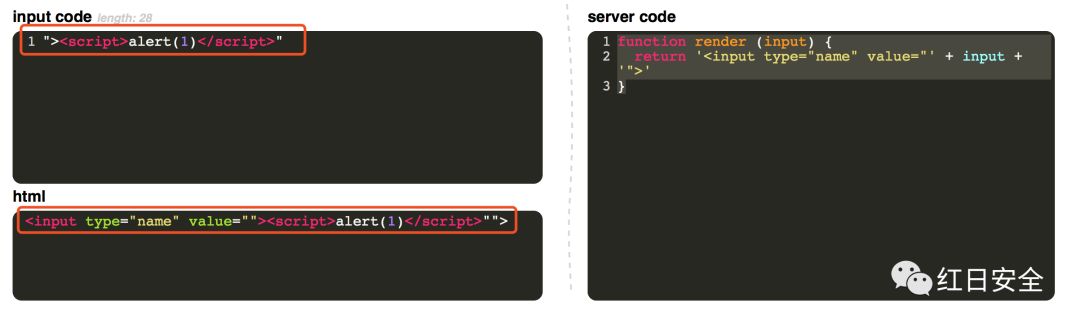 input code length: 28
1 "><script>alert(1)</script>"
html
<input type="name" value=""><script>alert(1)</script>"">
server code
1 function render (input) {
2 return '<input type="name" value="' + input +
'">'
3 }
红日安全